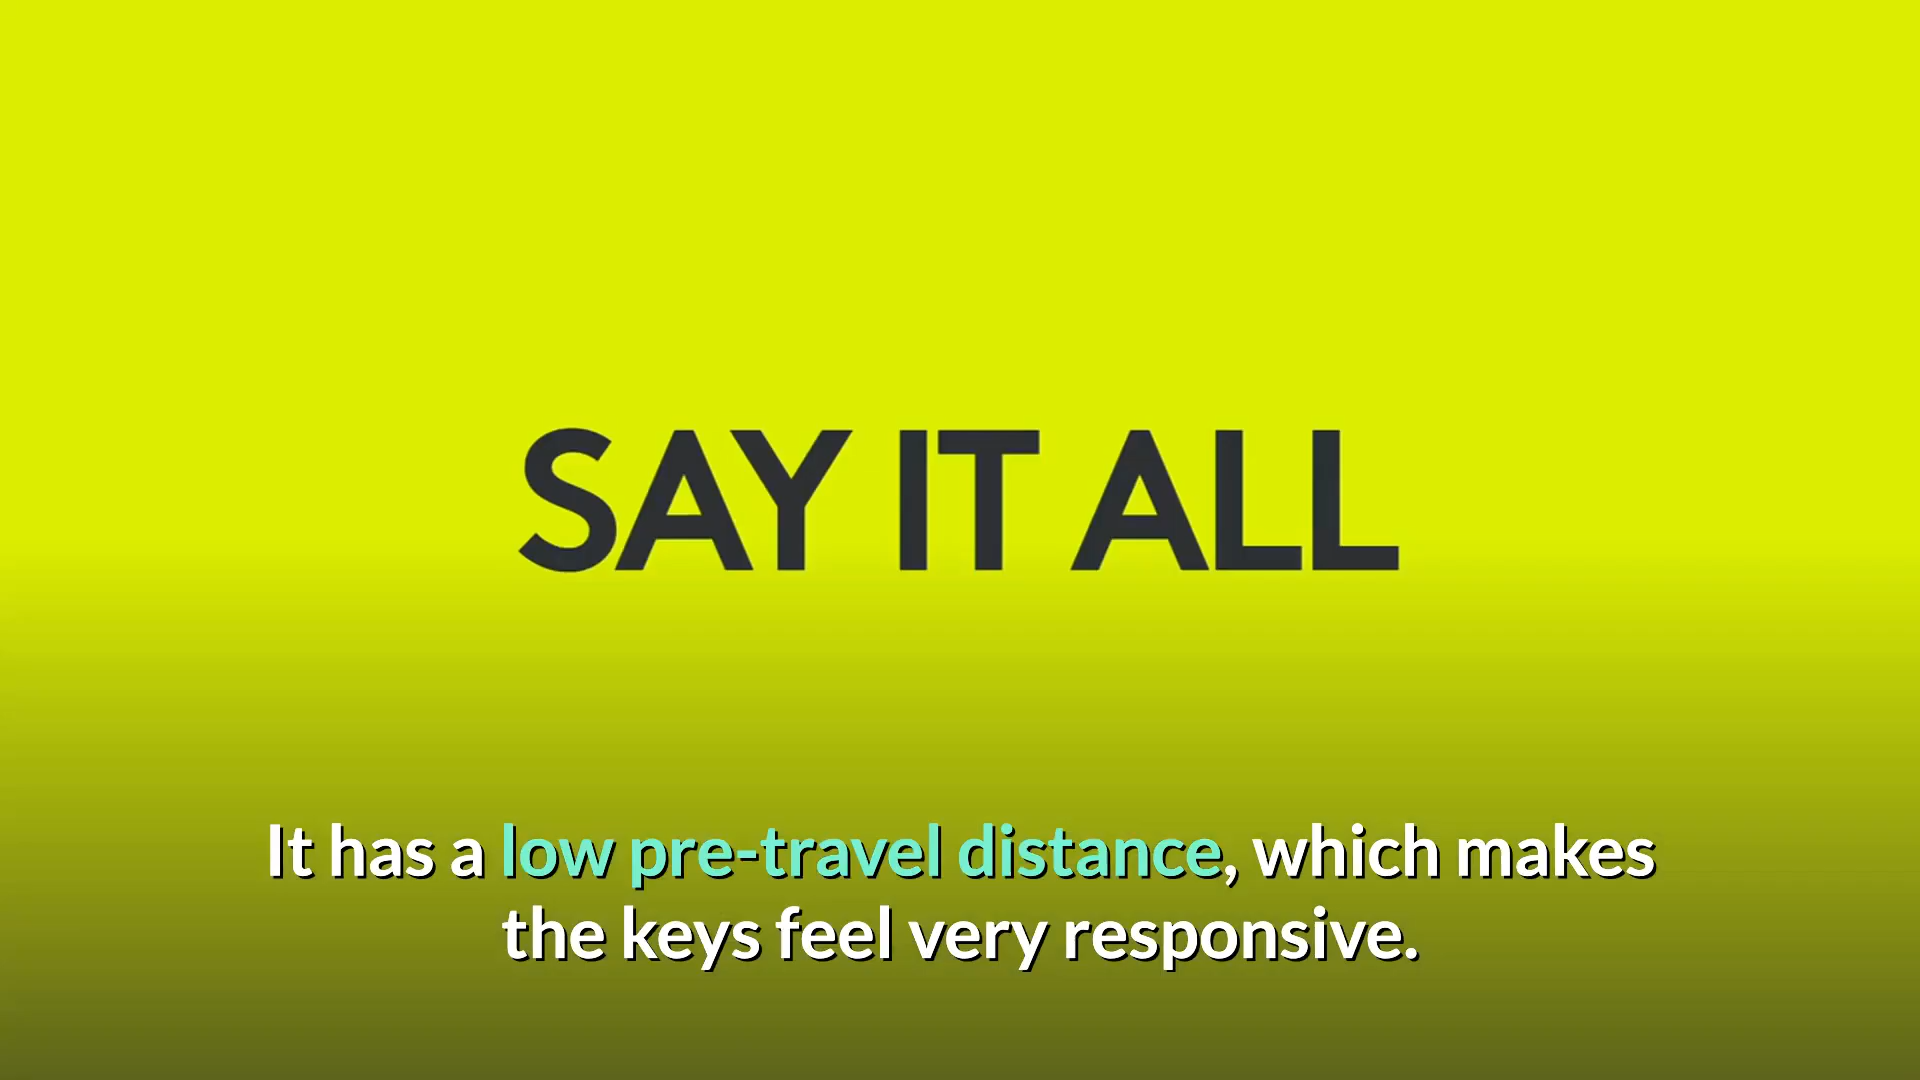 SAY IT ALL
It has a low pre-travel distance, which makes
the keys feel very responsive.